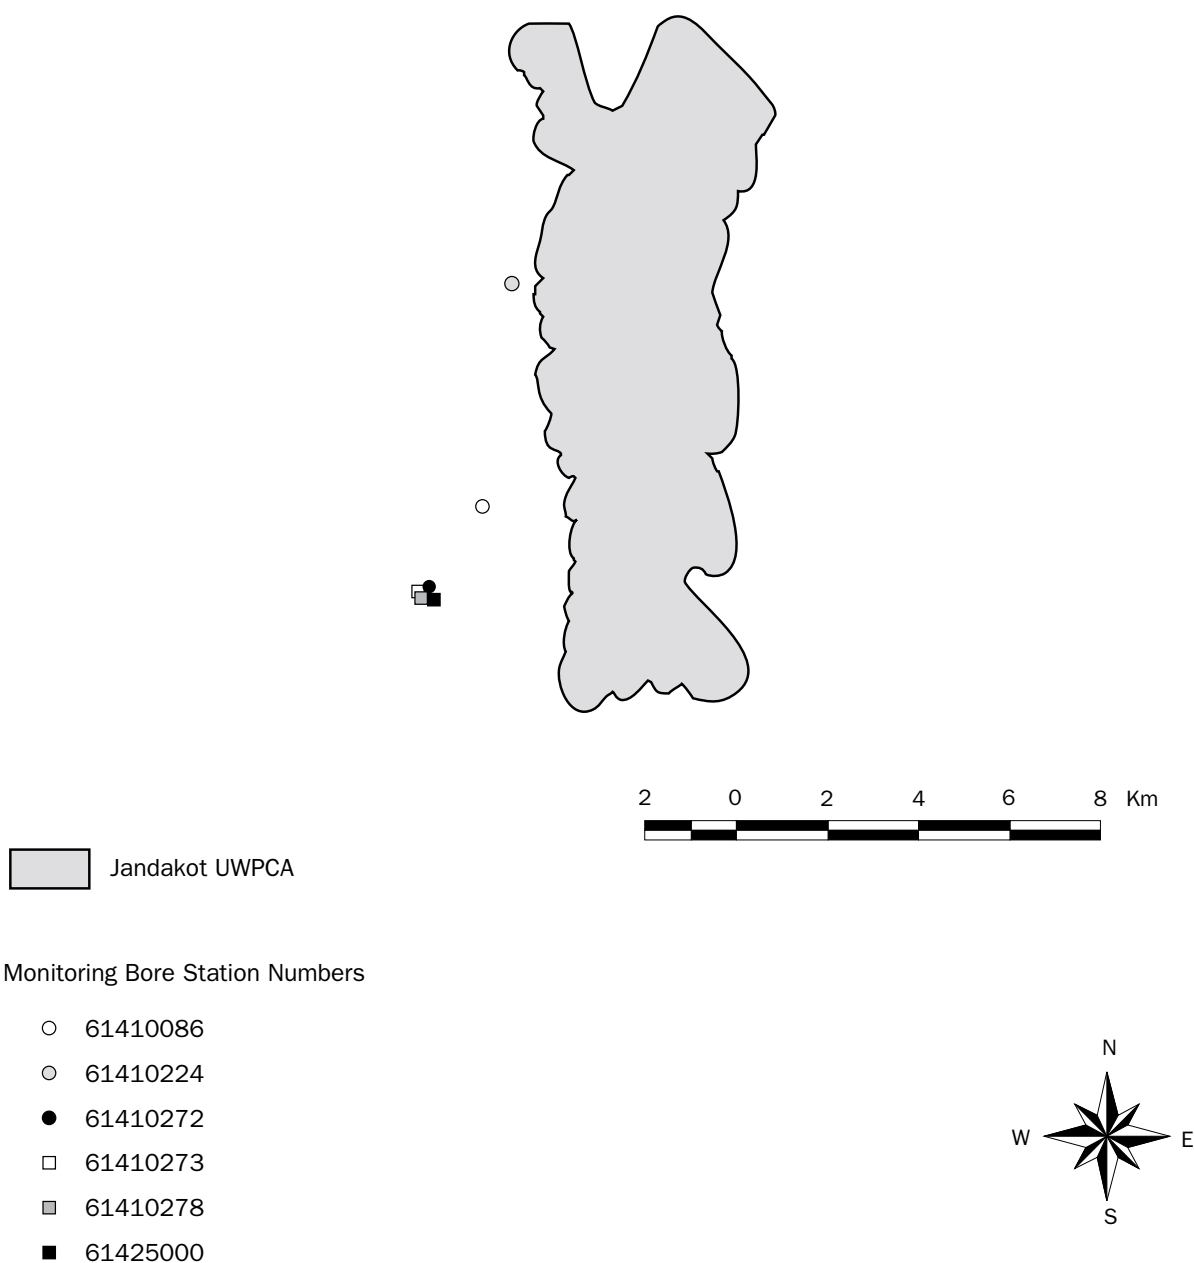 2 0 2 4 6 8 Km
Jandakot UWPCA
Monitoring Bore Station Numbers
61410086
61410224
61410272
61410273
61410278
61425000
N
W E
S